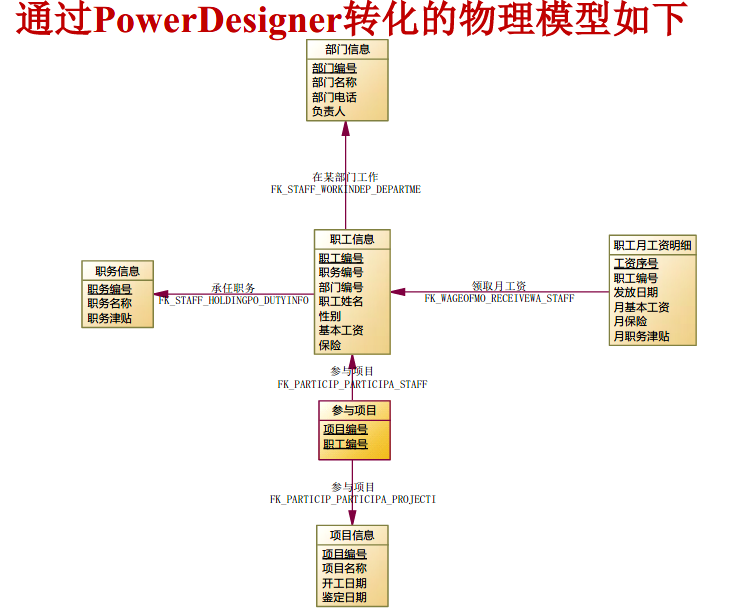 通过PowerDesigner转化的物理模型如下
部门信息
部门编号
部门名称
部门电话
负责人
在某部门工作
FK_STAFF_WORKINDEP_DEPARTME
职工信息
职工编号
职务编号
部门编号
职工姓名
性别
基本工资
保险
职务信息
职务编号
职务名称
职务津贴
承任职务
FK_STAFF_HOLDINGPO_DUTYINFO
领取月工资
FK_WAGEOFMO_RECEIVEWA_STAFF
职工月工资明细
工资序号
职工编号
发放日期
月基本工资
月保险
月职务津贴
参与项目
FK_PARTICIP_PARTICIPA_STAFF
参与项目
项目编号
职工编号
参与项目
FK_PARTICIP_PARTICIPA_PROJECTI
项目信息
项目编号
项目名称
开工日期
鉴定日期